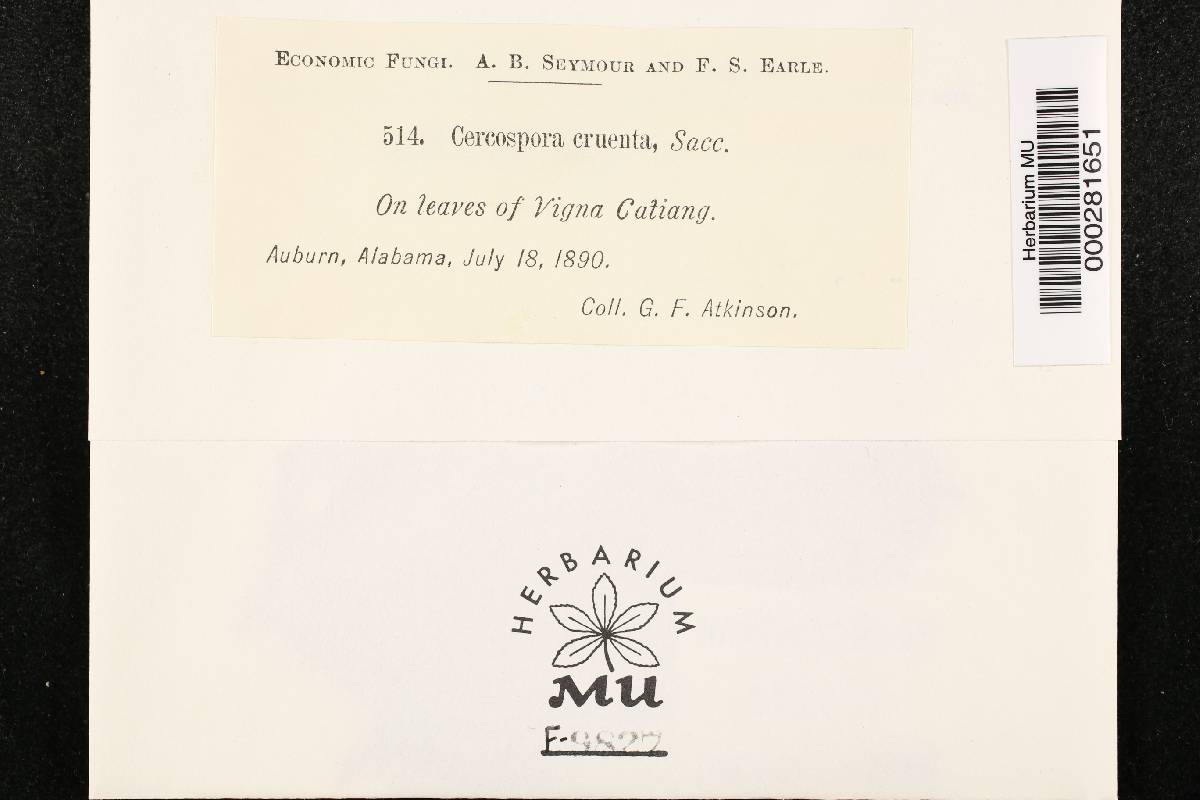 ECONOMIC FUNGI. A. B. SEYMOUR AND F. S. EARLE.
514. Cercospora cruenta, Sacc.
On leaves of Vigna Catiang.
Auburn, Alabama, July 18, 1890.
Coll. G. F. Atkinson.
Herbarium MU
000281651
HERBARIUM
MU
F-9827